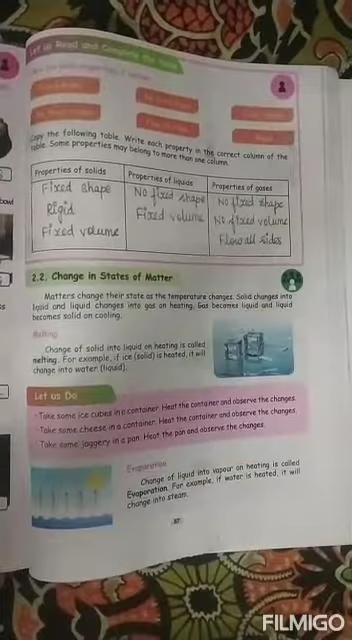 Let us Read and Complete the Table
Copy the following table. Write each property in the correct column of the
table. Some properties may belong to more than one column.
Properties of solids
Properties of liquids
Properties of gases
Fixed shape
Rigid
Fixed volume
No fixed shape
Fixed volume
No fixed shape
No fixed volume
Flow all sides
2.2. Change in States of Matter
Matters change their state as the temperature changes. Solid changes into
liquid and liquid changes into gas on heating. Gas becomes liquid and liquid
becomes solid on cooling.
Melting
Change of solid into liquid on heating is called
melting. For example, if ice (solid) is heated, it will
change into water (liquid).
Let us Do
• Take some ice cubes in a container. Heat the container and observe the changes.
• Take some cheese in a container. Heat the container and observe the changes.
• Take some jaggery in a pan. Heat the pan and observe the changes.
Evaporation
Change of liquid into vapour on heating is called
Evaporation. For example, if water is heated, it will
change into steam.
FILMIGO